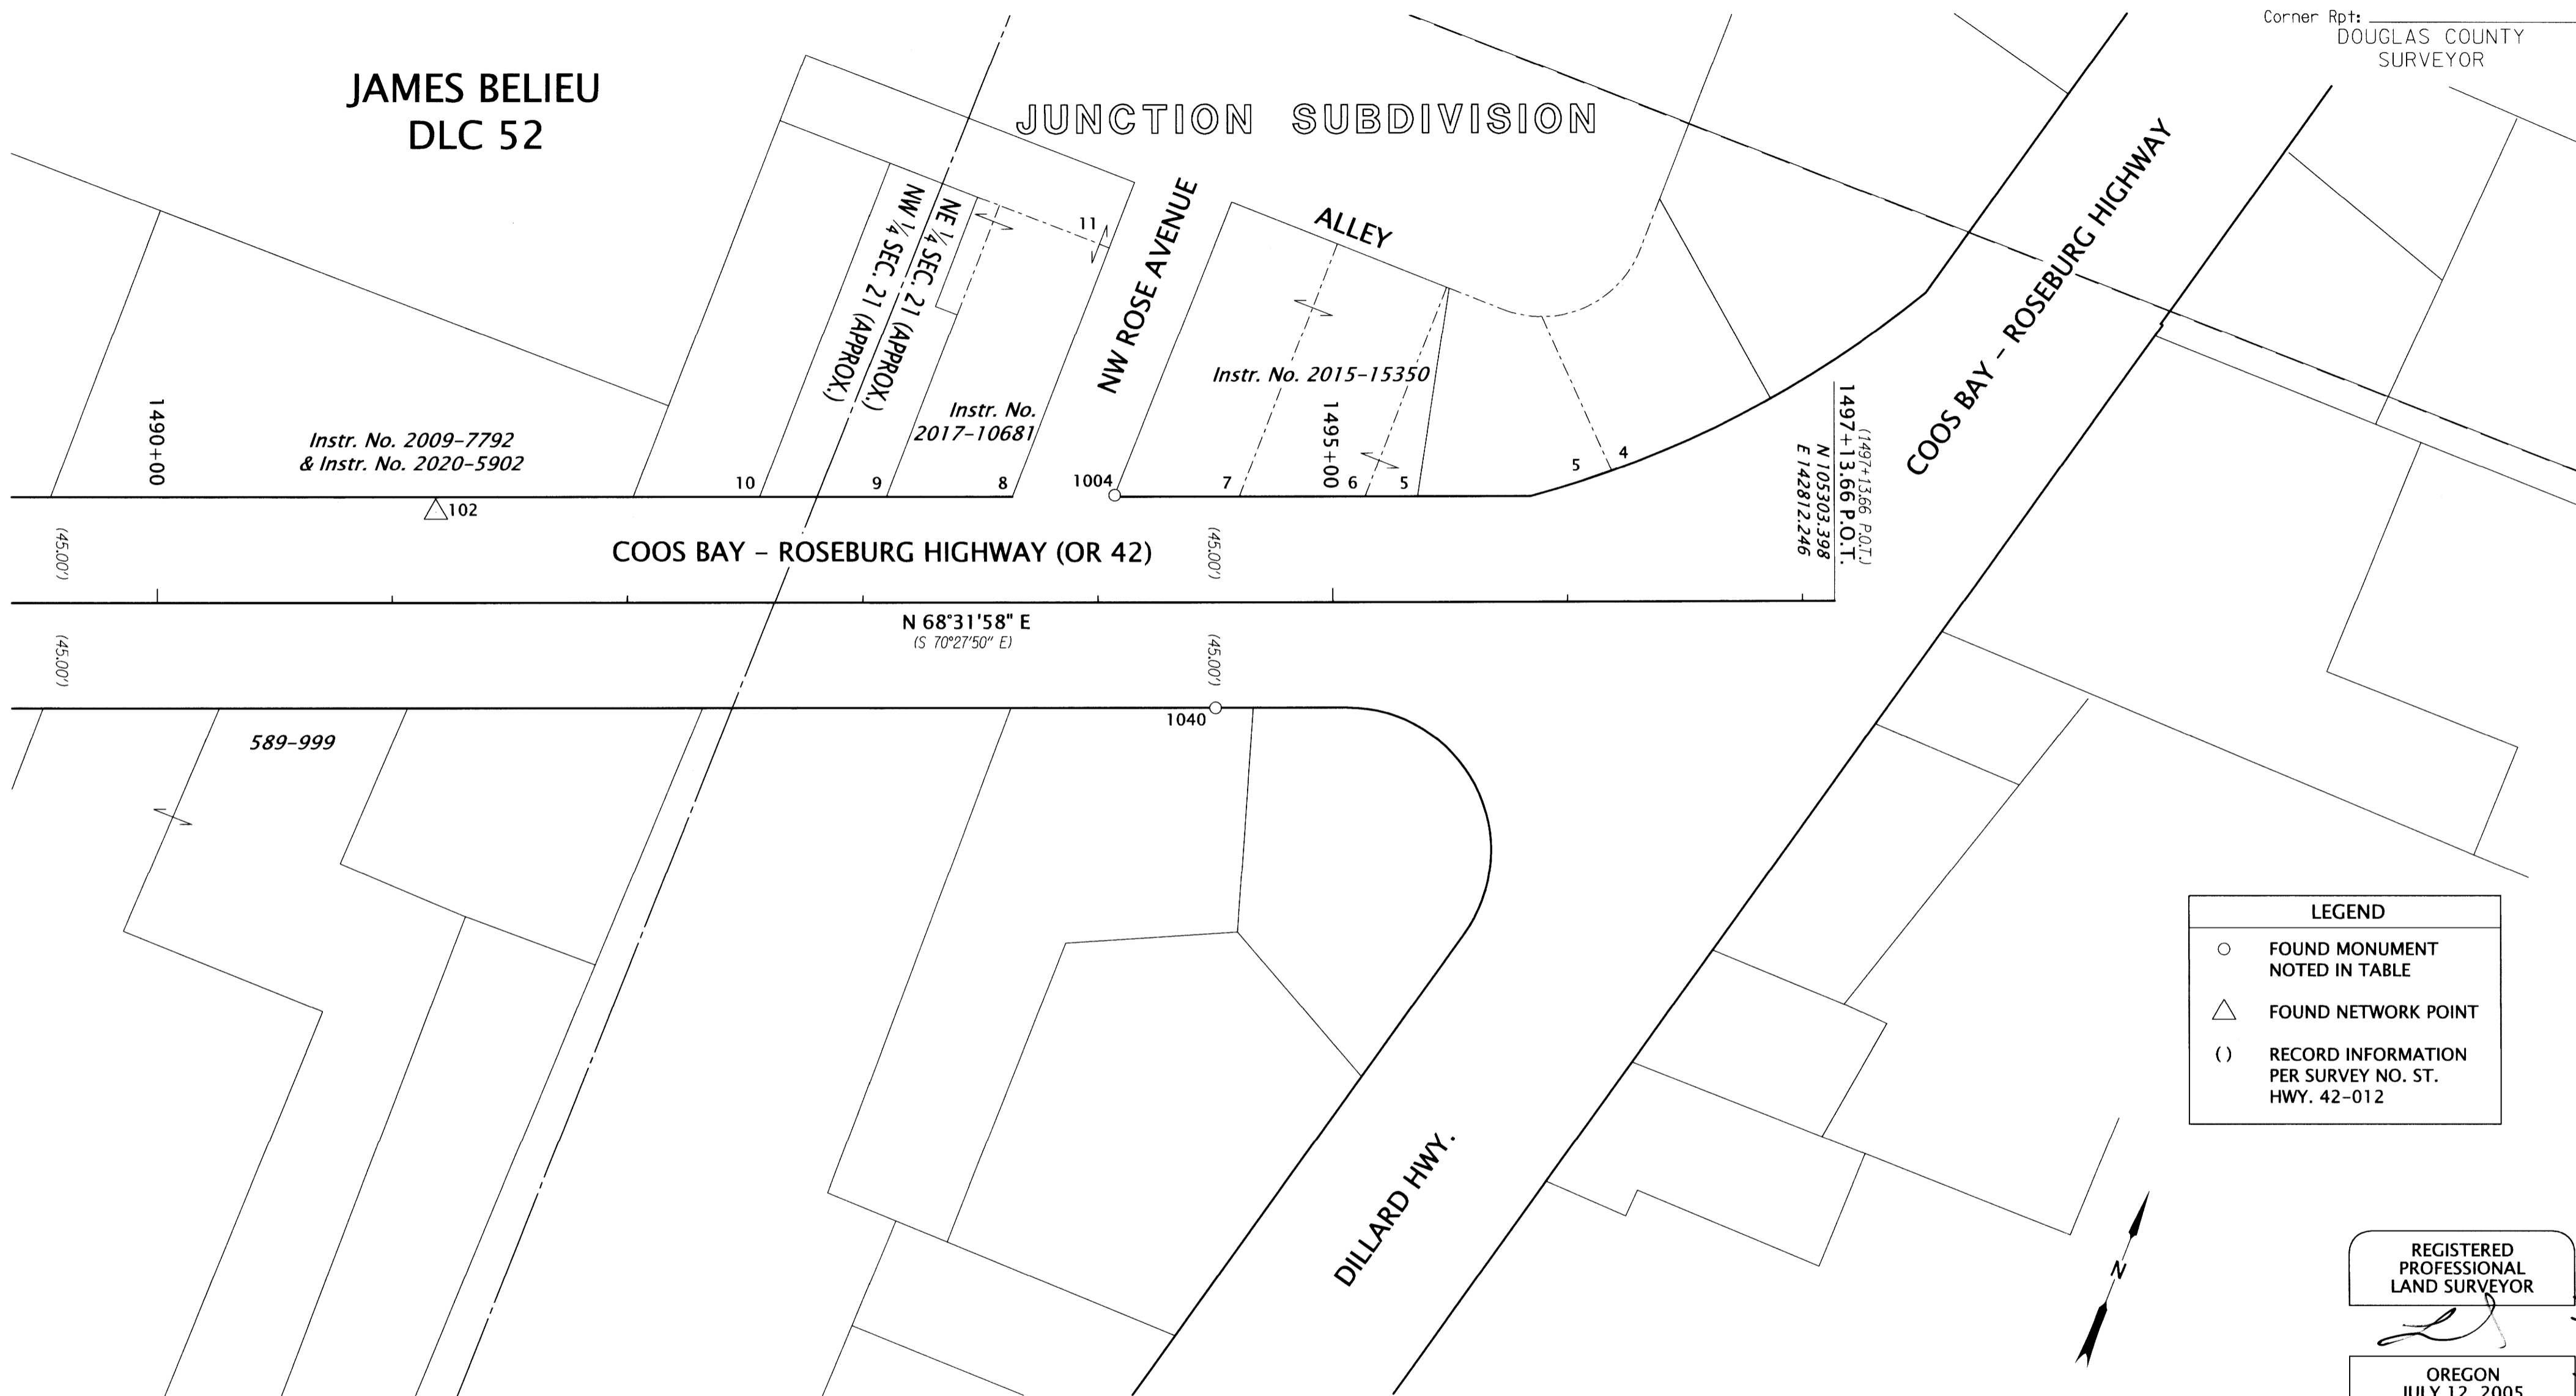 Corner Rpt:
DOUGLAS COUNTY
SURVEYOR
JAMES BELIEU
DLC 52
JUNCTION SUBDIVISION
COOS BAY – ROSEBURG HIGHWAY
NW ROSE AVENUE
ALLEY
11
NE 1/4 SEC. 21 (APPROX.)
NW 1/4 SEC. 21 (APPROX.)
1490+00
Instr. No. 2009-7792
& Instr. No. 2020-5902
Instr. No.
2017-10681
Instr. No. 2015-15350
1495+00
(1497+13.66 P.O.T.)
1497+13.66 P.O.T.
N 105303.398
E 142812.246
10
9
8
1004
7
6
5
5
4
102
(45.00')
(45.00')
COOS BAY – ROSEBURG HIGHWAY (OR 42)
N 68°31'58" E
(S 70°27'50" E)
(45.00')
(45.00')
1040
589-999
DILLARD HWY.
LEGEND
FOUND MONUMENT
NOTED IN TABLE
FOUND NETWORK POINT
( ) RECORD INFORMATION
PER SURVEY NO. ST.
HWY. 42-012
N
REGISTERED
PROFESSIONAL
LAND SURVEYOR
OREGON
JULY 12, 2005